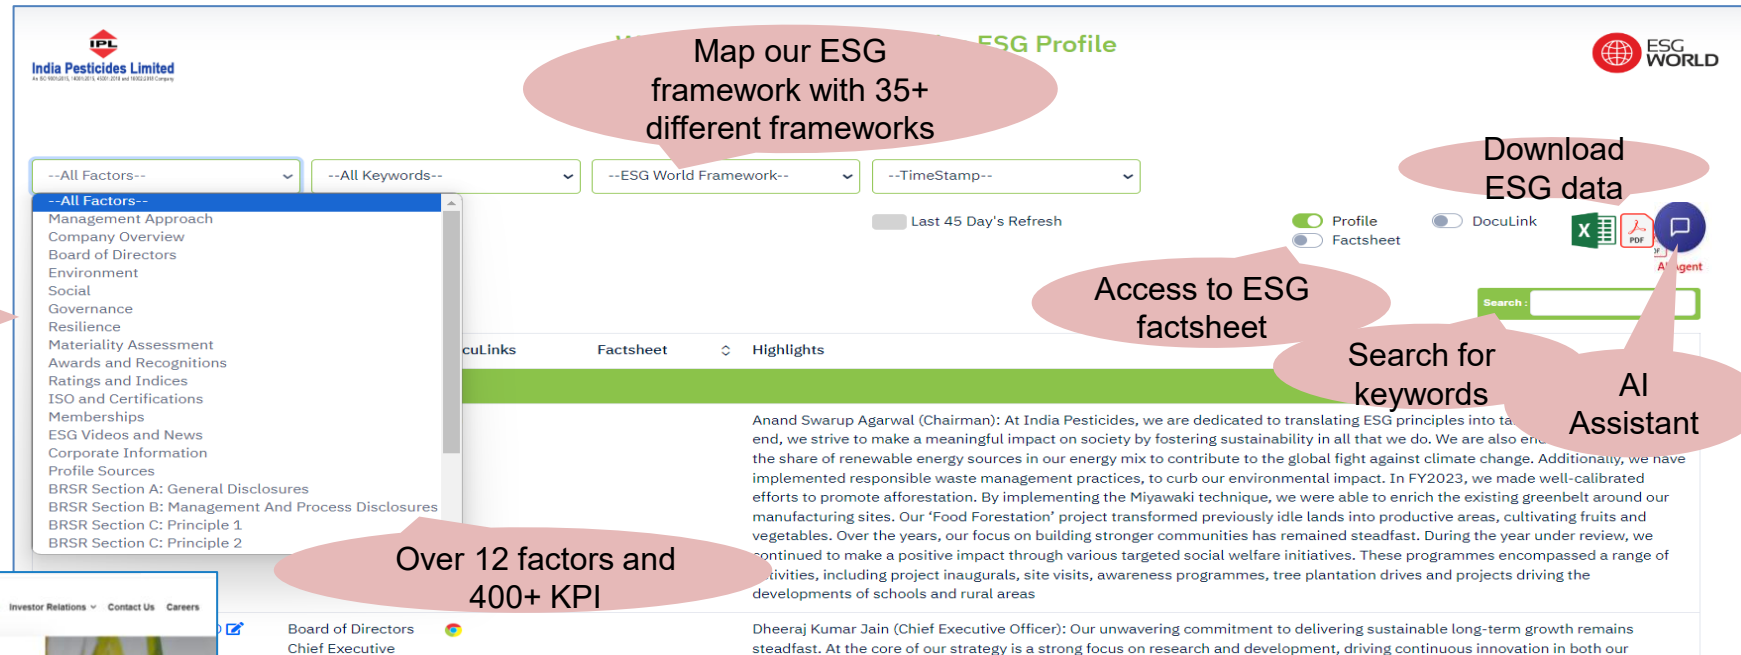 IPL
India Pesticides Limited
ESG Profile
ESG
WORLD
Map our ESG
framework with 35+
different frameworks
Download
ESG data
--All Factors--
--All Keywords--
--ESG World Framework--
--TimeStamp--
--All Factors--
Management Approach
Company Overview
Board of Directors
Environment
Social
Governance
Resilience
Materiality Assessment
Awards and Recognitions
Ratings and Indices
ISO and Certifications
Memberships
ESG Videos and News
Corporate Information
Profile Sources
BRSR Section A: General Disclosures
BRSR Section B: Management And Process Disclosures
BRSR Section C: Principle 1
BRSR Section C: Principle 2
Last 45 Day's Refresh
Profile
DocuLink
Factsheet
PDF
Access to ESG
factsheet
Search :
Search for
keywords
AI
Assistant
cuLinks
Factsheet
Highlights
Anand Swarup Agarwal (Chairman): At India Pesticides, we are dedicated to translating ESG principles into
end, we strive to make a meaningful impact on society by fostering sustainability in all that we do. We are also
the share of renewable energy sources in our energy mix to contribute to the global fight against climate change. Additionally, we have
implemented responsible waste management practices, to curb our environmental impact. In FY2023, we made well-calibrated
efforts to promote afforestation. By implementing the Miyawaki technique, we were able to enrich the existing greenbelt around our
manufacturing sites. Our ‘Food Forestation’ project transformed previously idle lands into productive areas, cultivating fruits and
vegetables. Over the years, our focus on building stronger communities has remained steadfast. During the year under review, we
continued to make a positive impact through various targeted social welfare initiatives. These programmes encompassed a range of
activities, including project inaugurals, site visits, awareness programmes, tree plantation drives and projects driving the
developments of schools and rural areas
Over 12 factors and
400+ KPI
Investor Relations
Contact Us
Careers
Board of Directors
Chief Executive
Dheeraj Kumar Jain (Chief Executive Officer): Our unwavering commitment to delivering sustainable long-term growth remains
steadfast. At the core of our strategy is a strong focus on research and development, driving continuous innovation in both our